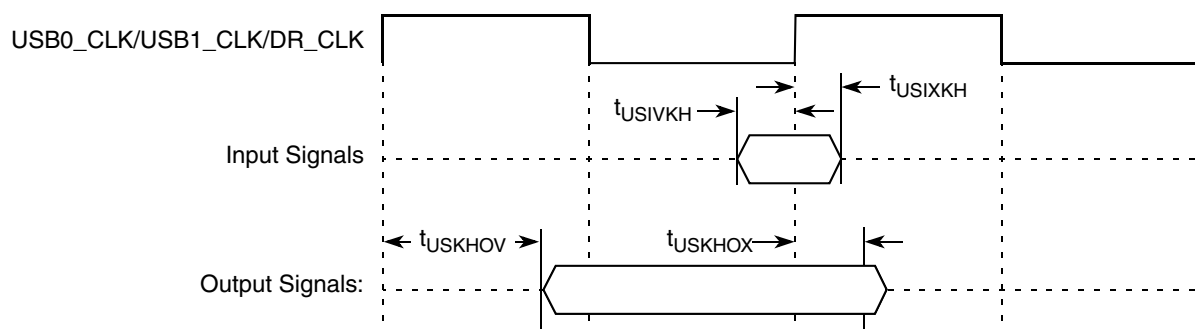 USB0_CLK/USB1_CLK/DR_CLK
tUSIXKH
tUSIVKH
Input Signals
tUSKHOV
tUSKHOX
Output Signals: